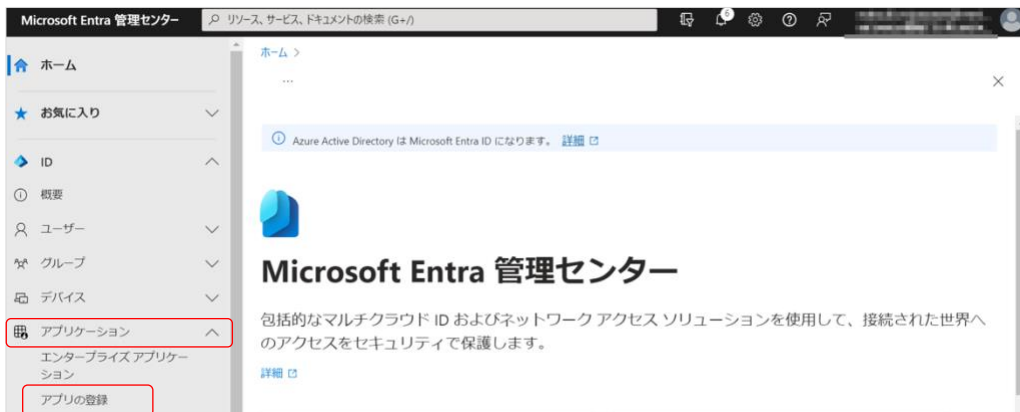 Microsoft Entra 管理センター
リソース、サービス、ドキュメントの検索 (G+/)
6
ホーム
お気に入り
ID
概要
ユーザー
グループ
デバイス
アプリケーション
エンタープライズ アプリケー
ション
アプリの登録
ホーム >
...
Azure Active Directory は Microsoft Entra ID になります。 詳細
Microsoft Entra 管理センター
包括的なマルチクラウド ID およびネットワーク アクセス ソリューションを使用して、接続された世界へ
のアクセスをセキュリティで保護します。
詳細